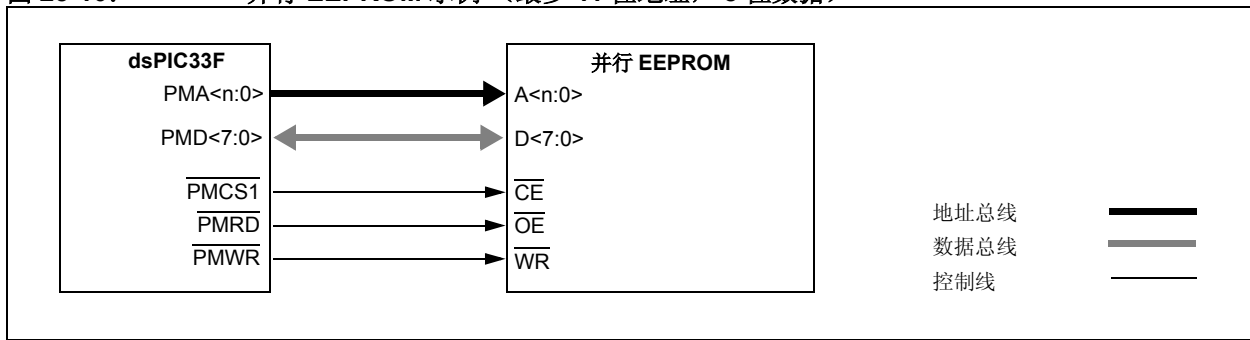 dsPIC33F
PMA<n:0>
PMD<7:0>
PMCS1
PMRD
PMWR
并行 EEPROM
A<n:0>
D<7:0>
CE
OE
WR
地址总线
数据总线
控制线